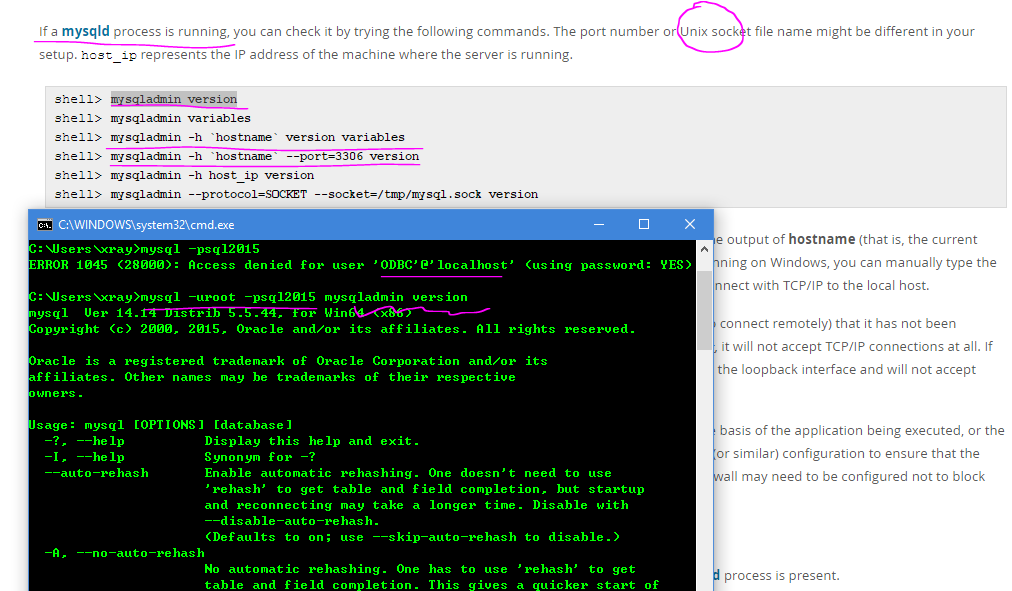 If a mysqld process is running, you can check it by trying the following commands. The port number or Unix socket file name might be different in your
setup. host_ip represents the IP address of the machine where the server is running.
shell> mysqladmin version
shell> mysqladmin variables
shell> mysqladmin -h `hostname` version variables
shell> mysqladmin -h `hostname` --port=3306 version
shell> mysqladmin -h host_ip version
shell> mysqladmin --protocol=SOCKET --socket=/tmp/mysql.sock version
C:\WINDOWS\system32\cmd.exe
C:\Users\xray>mysql -psql2015
ERROR 1045 (28000): Access denied for user 'ODBC'@'localhost' (using password: YES)
C:\Users\xray>mysql -uroot -psql2015 mysqladmin version
mysql  Ver 14.14 Distrib 5.5.44, for Win64 (x86)
Copyright (c) 2000, 2015, Oracle and/or its affiliates. All rights reserved.
Oracle is a registered trademark of Oracle Corporation and/or its
affiliates. Other names may be trademarks of their respective
owners.
Usage: mysql [OPTIONS] [database]
-?, --help Display this help and exit.
-I, --help Synonym for -?
--auto-rehash Enable automatic rehashing. One doesn't need to use
'rehash' to get table and field completion, but startup
and reconnecting may take a longer time. Disable with
--disable-auto-rehash.
(Defaults to on; use --skip-auto-rehash to disable.)
-A, --no-auto-rehash
No automatic rehashing. One has to use 'rehash' to get
table and field completion. This gives a quicker start of
e output of hostname (that is, the current
nning on Windows, you can manually type the
nnect with TCP/IP to the local host.
connect remotely) that it has not been
, it will not accept TCP/IP connections at all. If
the loopback interface and will not accept
basis of the application being executed, or the
(or similar) configuration to ensure that the
wall may need to be configured not to block
d process is present.